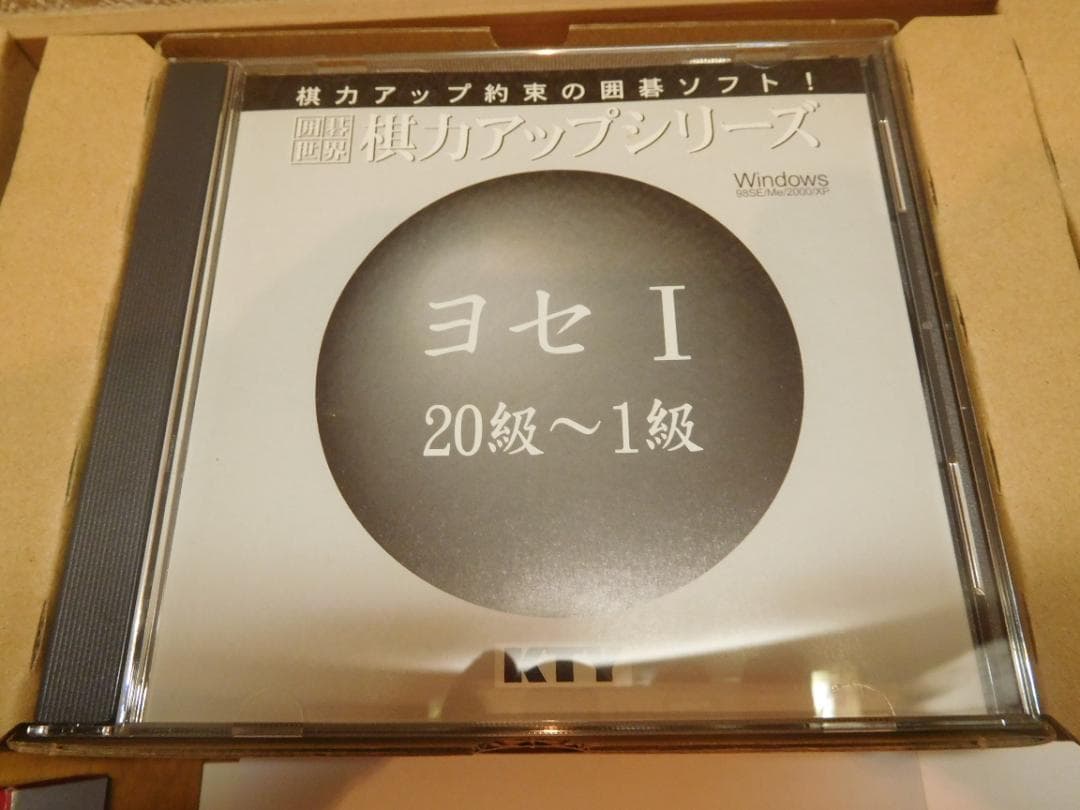 棋力アップ約束の囲碁ソフト!
囲碁世界 棋力アップシリーズ
Windows
98SE/Me/2000/XP
ヨセ I
20級～1級